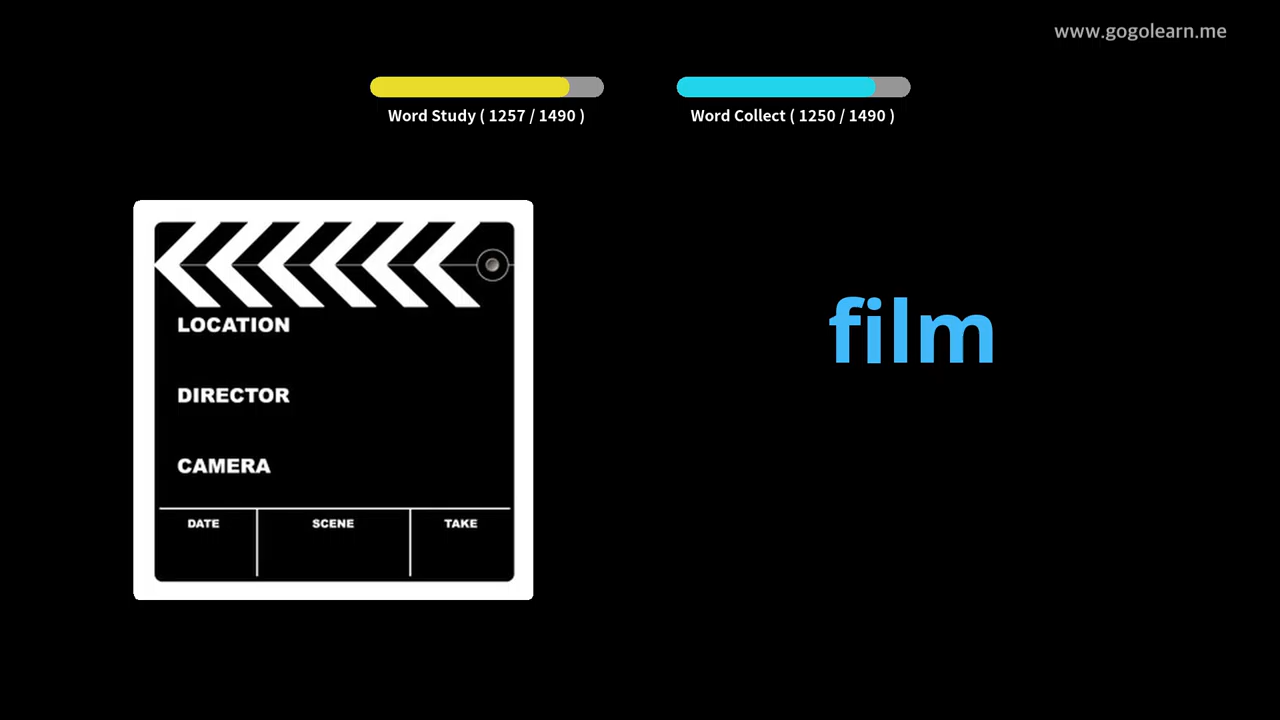 www.gogolearn.me
Word Study ( 1257 / 1490 )
Word Collect ( 1250 / 1490 )
LOCATION
DIRECTOR
CAMERA
DATE
SCENE
TAKE
film